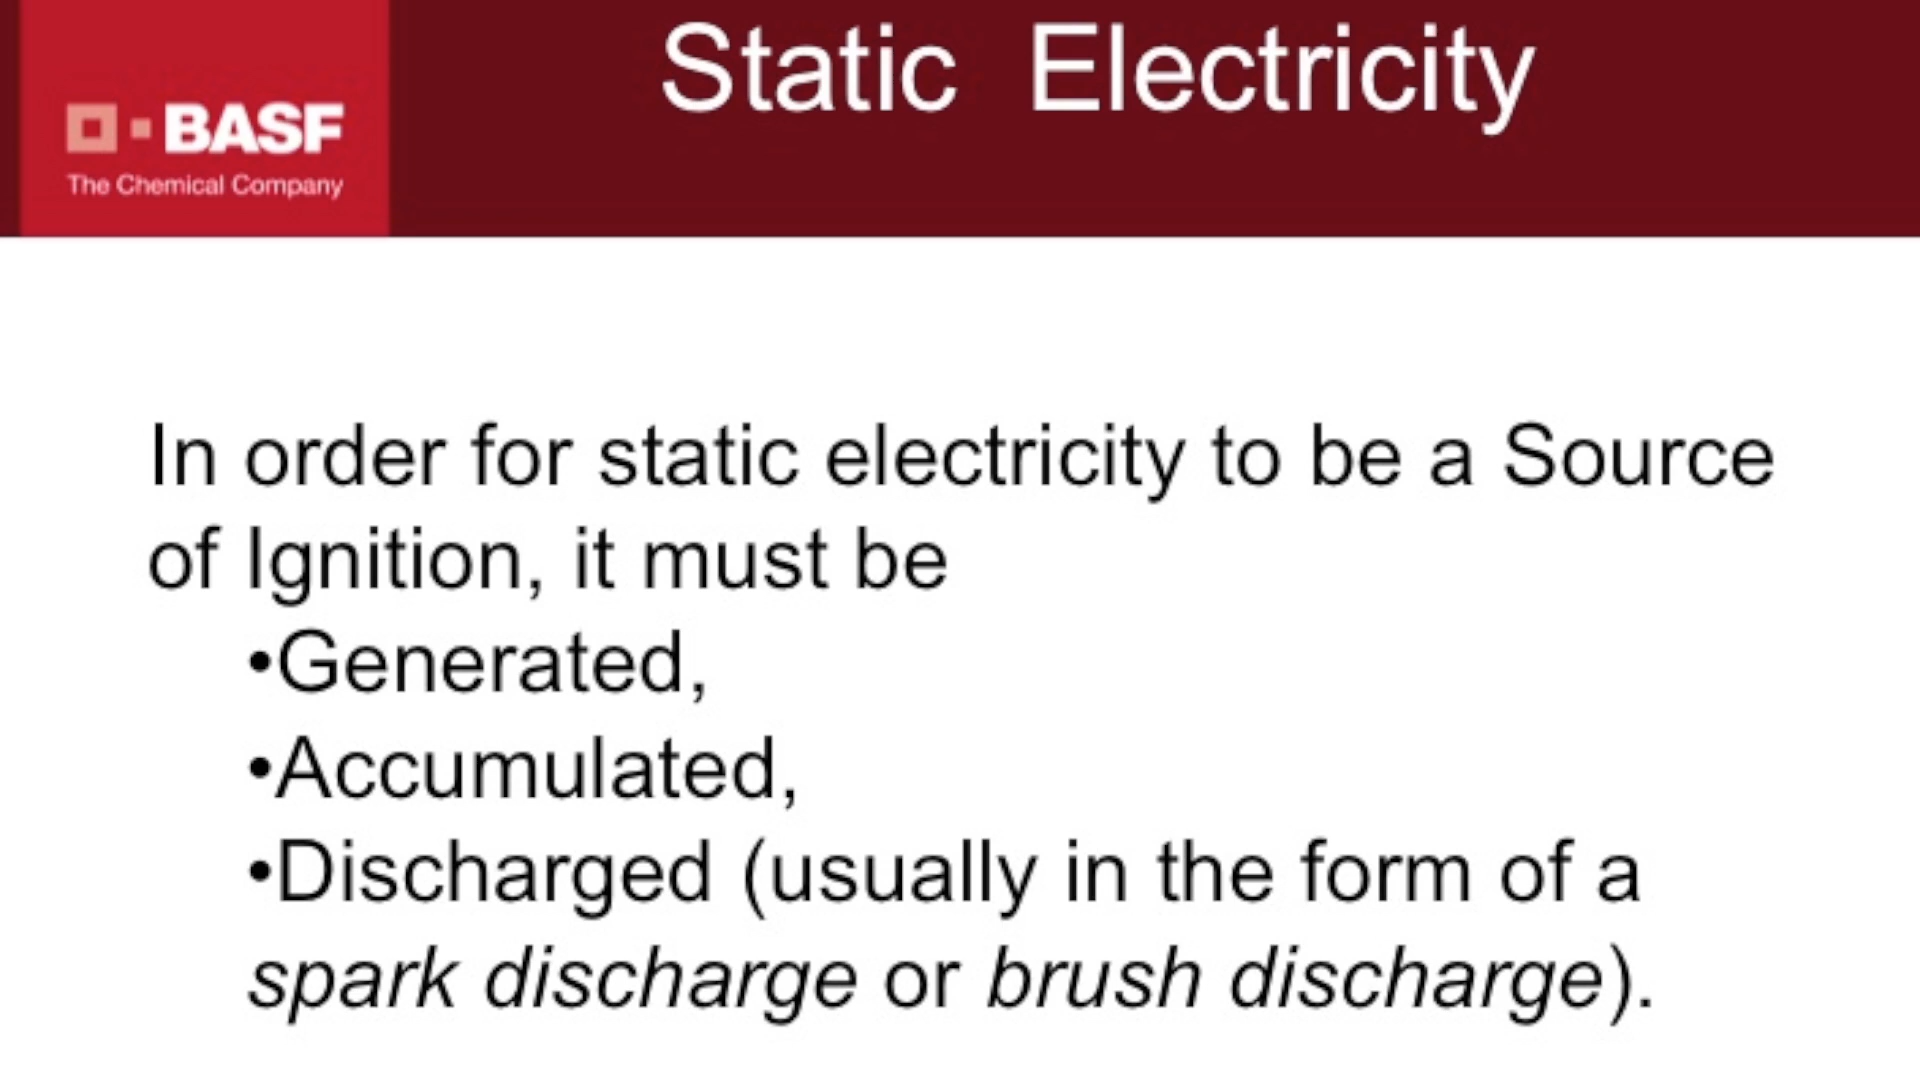 Static Electricity
BASF
The Chemical Company
In order for static electricity to be a Source
of Ignition, it must be
•Generated,
•Accumulated,
•Discharged (usually in the form of a
spark discharge or brush discharge).